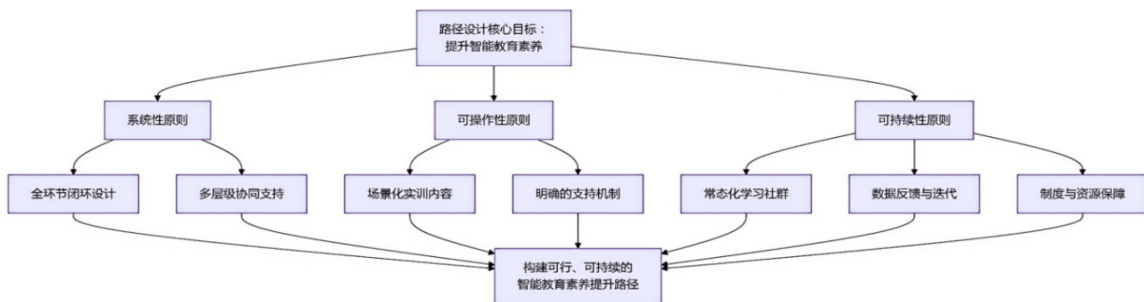 路径设计核心目标：
提升智能教育素养
系统性原则
可操作性原则
可持续性原则
全环节闭环设计
多层级协同支持
场景化实训内容
明确的支持机制
常态化学习社群
数据反馈与迭代
制度与资源保障
构建可行、可持续的
智能教育素养提升路径